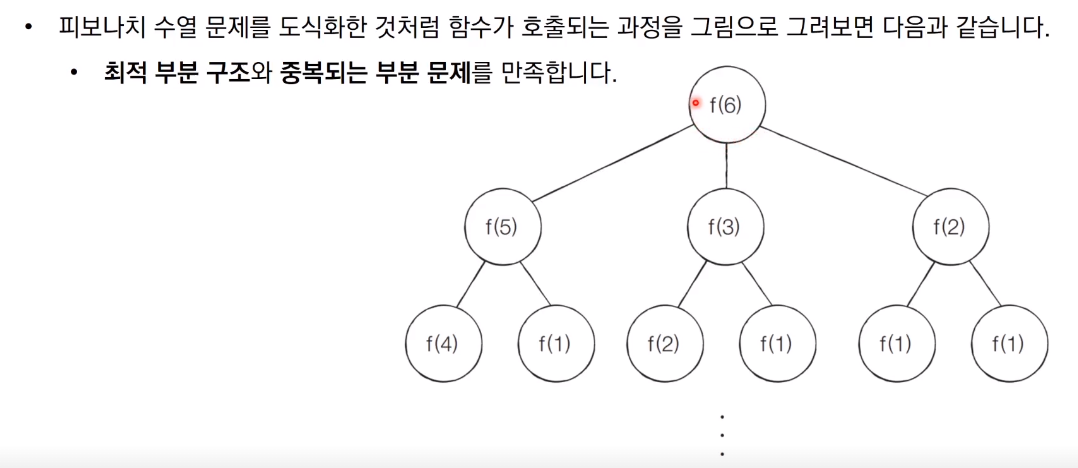 • 피보나치 수열 문제를 도식화한 것처럼 함수가 호출되는 과정을 그림으로 그려보면 다음과 같습니다.
• 최적 부분 구조와 중복되는 부분 문제를 만족합니다.
f(6)
f(5) f(3) f(2)
f(4) f(1) f(2) f(1) f(1) f(1)